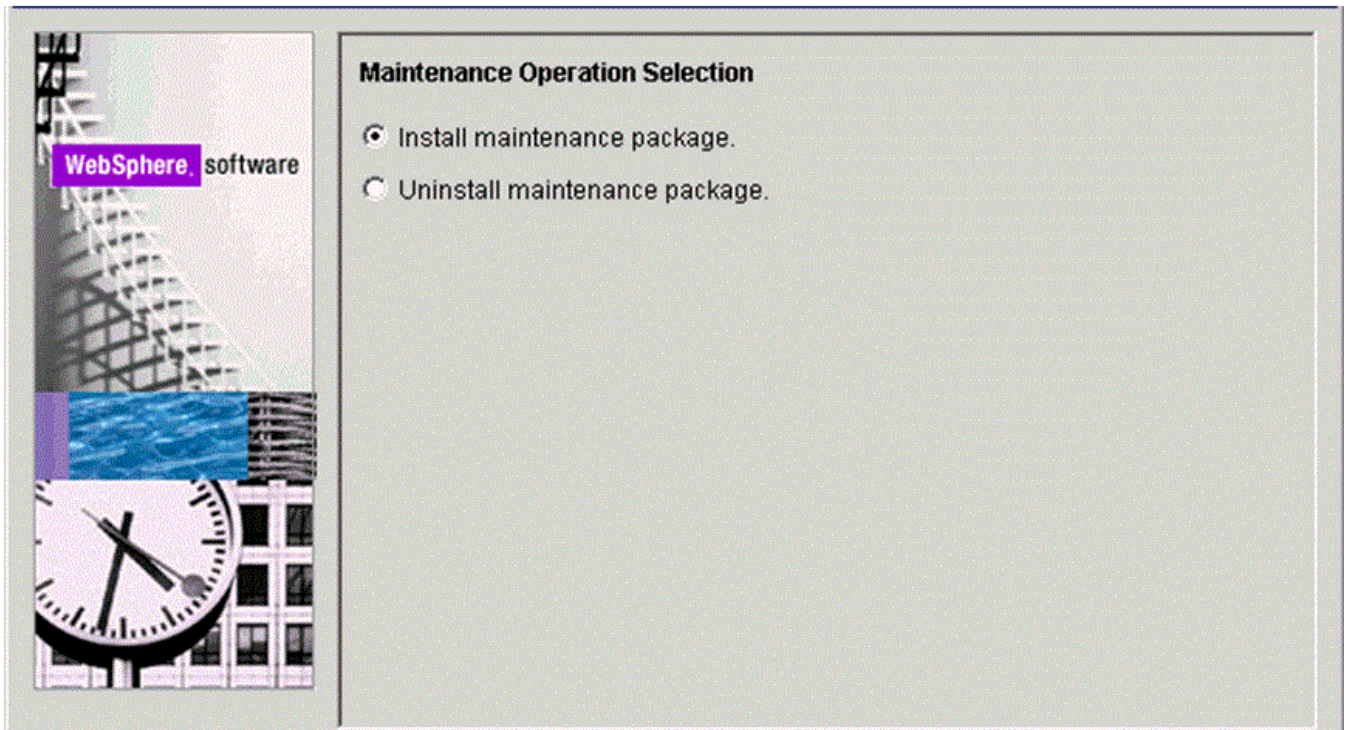 WebSphere, software
Maintenance Operation Selection
Install maintenance package.
Uninstall maintenance package.